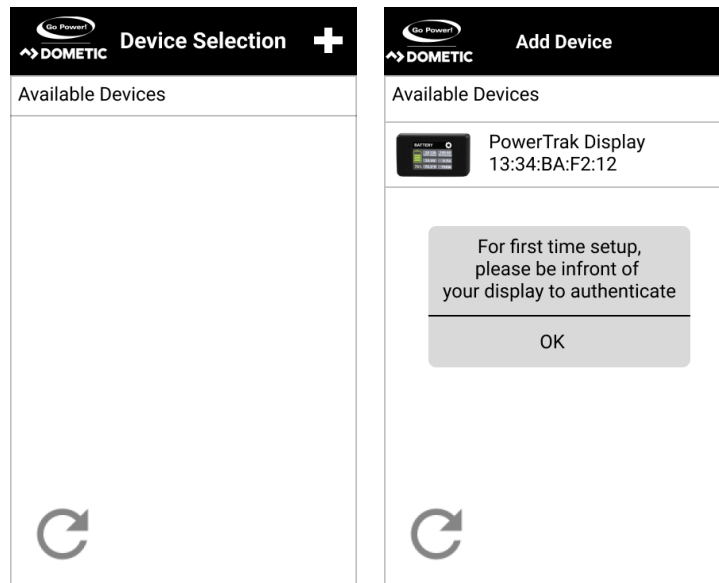 Go Power!
DOMETIC
Device Selection
Available Devices
Go Power!
DOMETIC
Add Device
Available Devices
BATTERY
PowerTrak Display
13:34:BA:F2:12
For first time setup,
please be infront of
your display to authenticate
OK